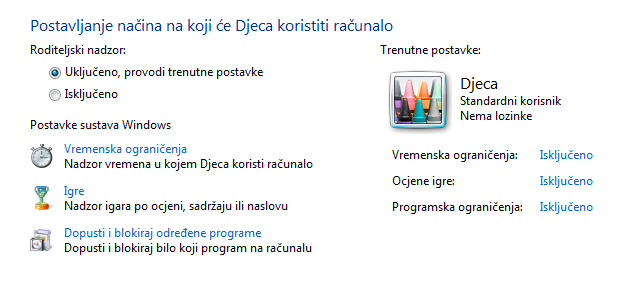 Postavljanje načina na koji će Djeca koristiti računalo
Roditeljski nadzor:
Uključeno, provodi trenutne postavke
Isključeno
Postavke sustava Windows
Vremenska ograničenja
Nadzor vremena u kojem Djeca koristi računalo
Igre
Nadzor igara po ocjeni, sadržaju ili naslovu
Dopusti i blokiraj određene programe
Dopusti i blokiraj bilo koji program na računalu
Trenutne postavke:
Djeca
Standardni korisnik
Nema lozinke
Vremenska ograničenja: Isključeno
Ocjene igre: Isključeno
Programska ograničenja: Isključeno